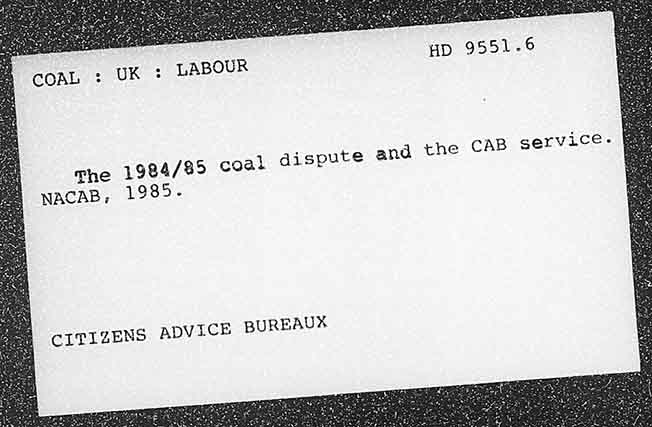 COAL : UK : LABOUR HD 9551.6
The 1984/85 coal dispute and the CAB service.
NACAB, 1985.
CITIZENS ADVICE BUREAUX